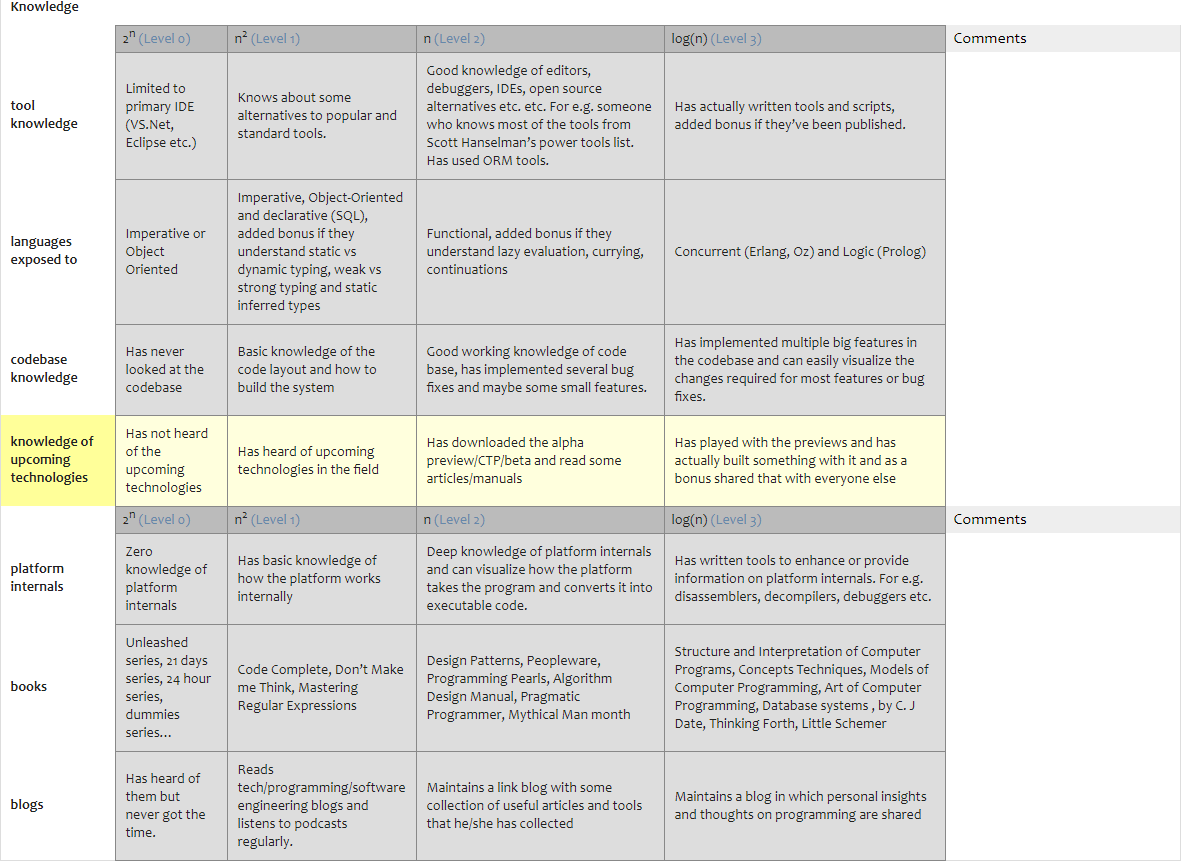 Knowledge
2ⁿ (Level 0) n² (Level 1) n (Level 2) log(n) (Level 3) Comments
tool
knowledge
Limited to
primary IDE
(VS.Net,
Eclipse etc.)
Knows about some
alternatives to popular and
standard tools.
Good knowledge of editors,
debuggers, IDEs, open source
alternatives etc. etc. For e.g. someone
who knows most of the tools from
Scott Hanselman’s power tools list.
Has used ORM tools.
Has actually written tools and scripts,
added bonus if they’ve been published.
languages
exposed to
Imperative or
Object
Oriented
Imperative, Object-Oriented
and declarative (SQL),
added bonus if they
understand static vs
dynamic typing, weak vs
strong typing and static
inferred types
Functional, added bonus if they
understand lazy evaluation, currying,
continuations
Concurrent (Erlang, Oz) and Logic (Prolog)
codebase
knowledge
Has never
looked at the
codebase
Basic knowledge of the
code layout and how to
build the system
Good working knowledge of code
base, has implemented several bug
fixes and maybe some small features.
Has implemented multiple big features in
the codebase and can easily visualize the
changes required for most features or bug
fixes.
knowledge of
upcoming
technologies
Has not heard
of the
upcoming
technologies
Has heard of upcoming
technologies in the field
Has downloaded the alpha
preview/CTP/beta and read some
articles/manuals
Has played with the previews and has
actually built something with it and as a
bonus shared that with everyone else
2ⁿ (Level 0) n² (Level 1) n (Level 2) log(n) (Level 3) Comments
platform
internals
Zero
knowledge of
platform
internals
Has basic knowledge of
how the platform works
internally
Deep knowledge of platform internals
and can visualize how the platform
takes the program and converts it into
executable code.
Has written tools to enhance or provide
information on platform internals. For e.g.
disassemblers, decompilers, debuggers etc.
books
Unleashed
series, 21 days
series, 24 hour
series,
dummies
series...
Code Complete, Don’t Make
me Think, Mastering
Regular Expressions
Design Patterns, Peopleware,
Programming Pearls, Algorithm
Design Manual, Pragmatic
Programmer, Mythical Man month
Structure and Interpretation of Computer
Programs, Concepts Techniques, Models of
Computer Programming, Art of Computer
Programming, Database systems , by C. J
Date, Thinking Forth, Little Schemer
blogs
Has heard of
them but
never got the
time.
Reads
tech/programming/software
engineering blogs and
listens to podcasts
regularly.
Maintains a link blog with some
collection of useful articles and tools
that he/she has collected
Maintains a blog in which personal insights
and thoughts on programming are shared